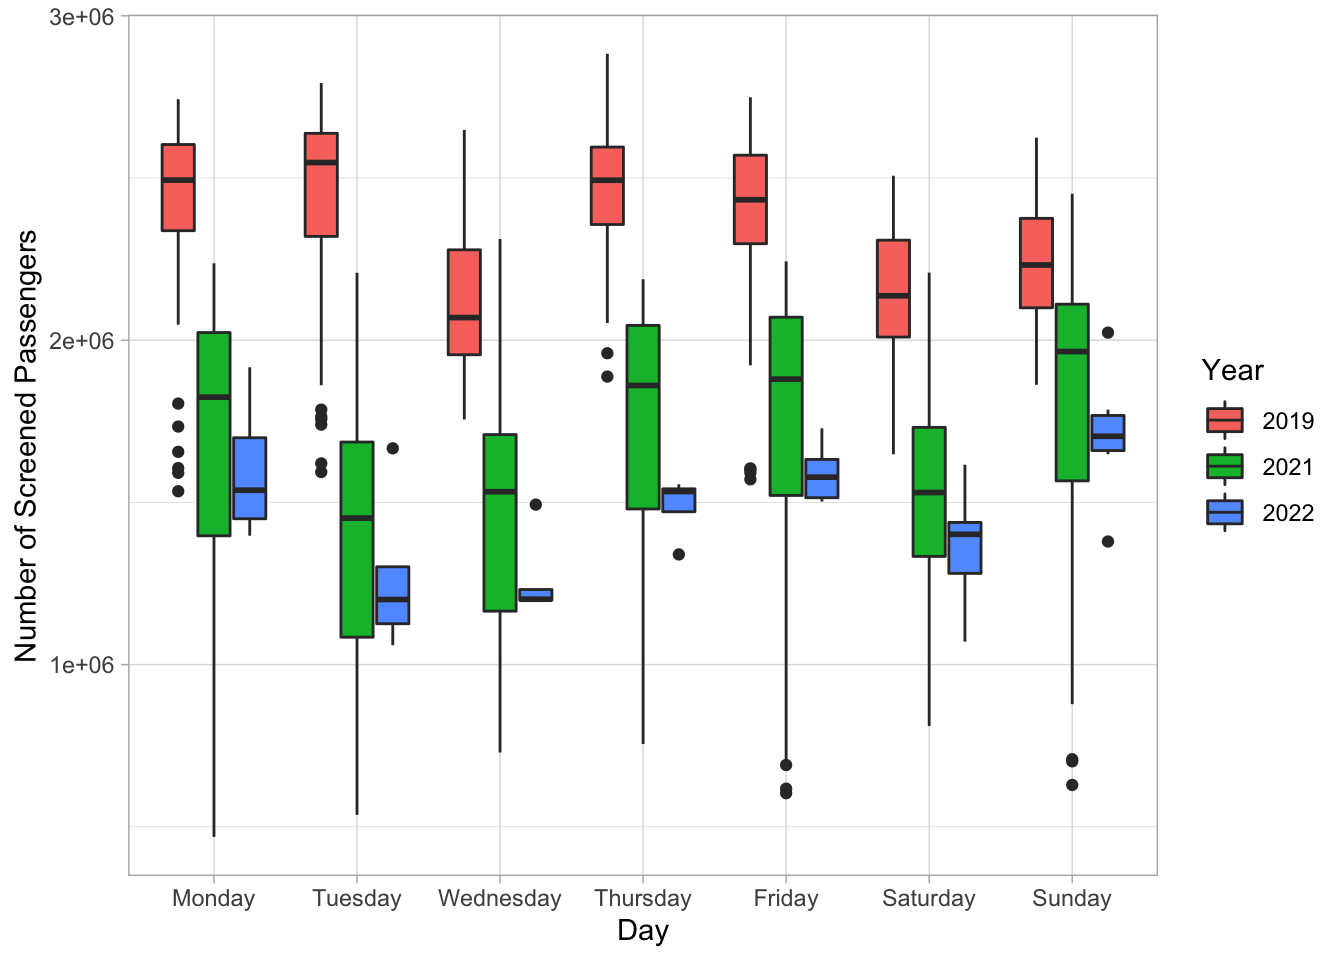 Number of Screened Passengers
3e+06
2e+06
1e+06
Monday Tuesday Wednesday Thursday Friday Saturday Sunday
Day
Year
2019
2021
2022